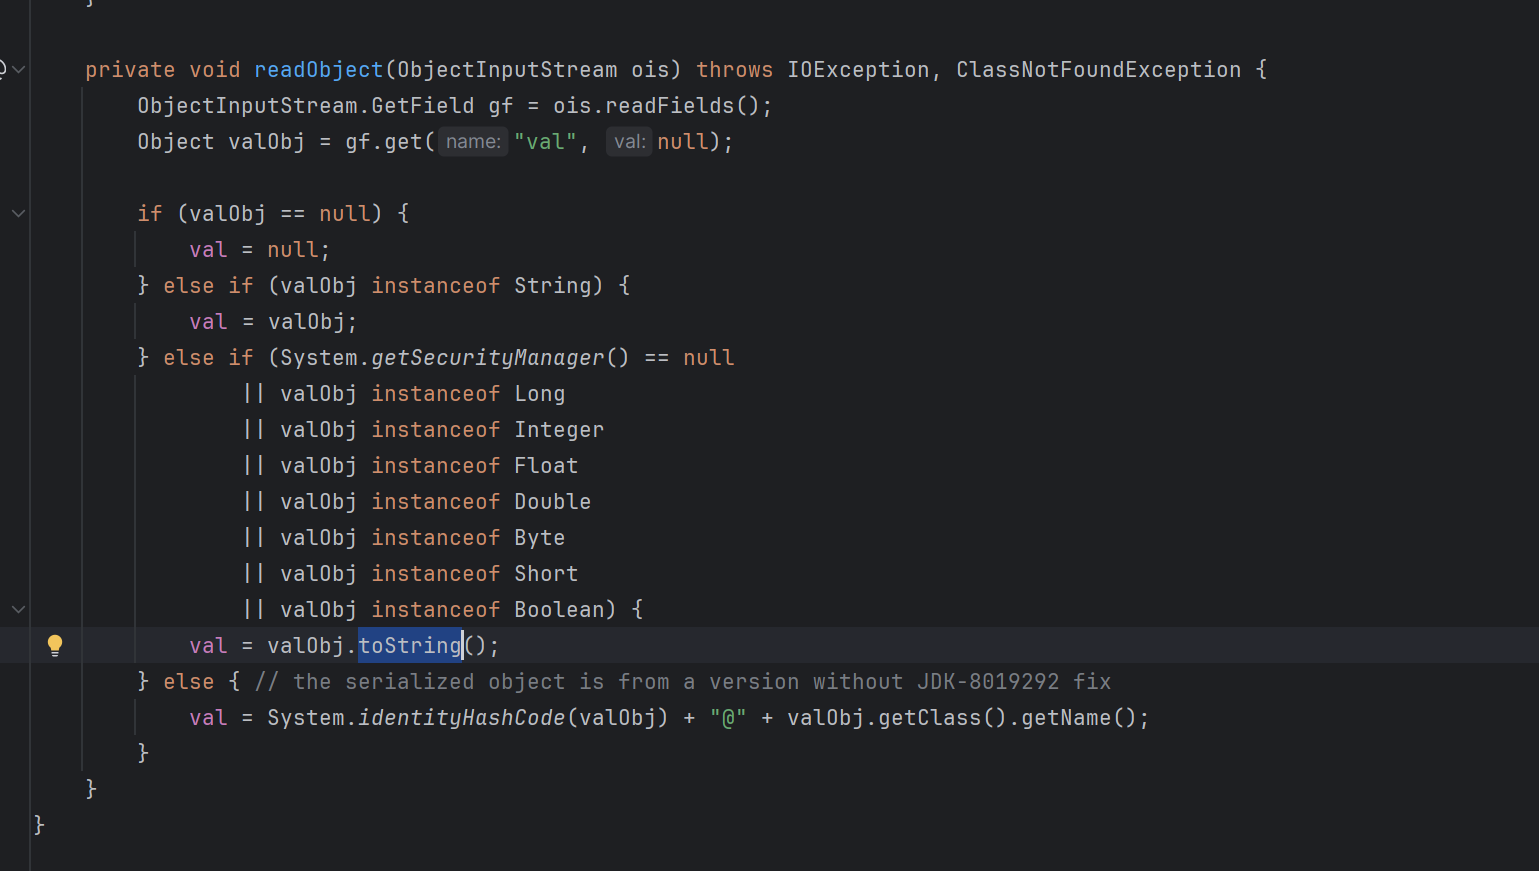 }
private void readObject(ObjectInputStream ois) throws IOException, ClassNotFoundException {
ObjectInputStream.GetField gf = ois.readFields();
Object valObj = gf.get( name: "val", val: null);
if (valObj == null) {
val = null;
} else if (valObj instanceof String) {
val = valObj;
} else if (System.getSecurityManager() == null
|| valObj instanceof Long
|| valObj instanceof Integer
|| valObj instanceof Float
|| valObj instanceof Double
|| valObj instanceof Byte
|| valObj instanceof Short
|| valObj instanceof Boolean) {
val = valObj.toString();
} else { // the serialized object is from a version without JDK-8019292 fix
val = System.identityHashCode(valObj) + "@" + valObj.getClass().getName();
}
}
}